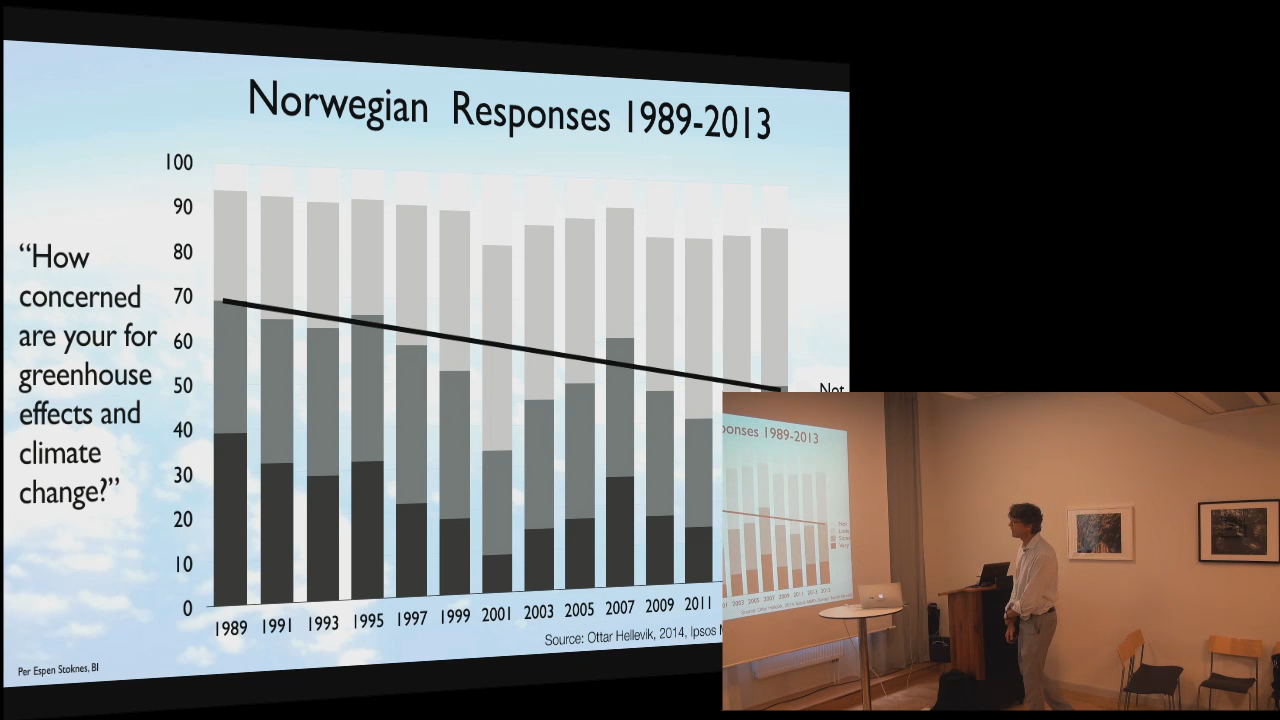 Norwegian Responses 1989-2013
“How
concerned
are your for
greenhouse
effects and
climate
change?”
100
90
80
70
60
50
40
30
20
10
0
1989 1991 1993 1995 1997 1999 2001 2003 2005 2007 2009 2011
Not
Source: Ottar Hellevik, 2014, Ipsos
Per Espen Stoknes, BI
ponses 1989-2013